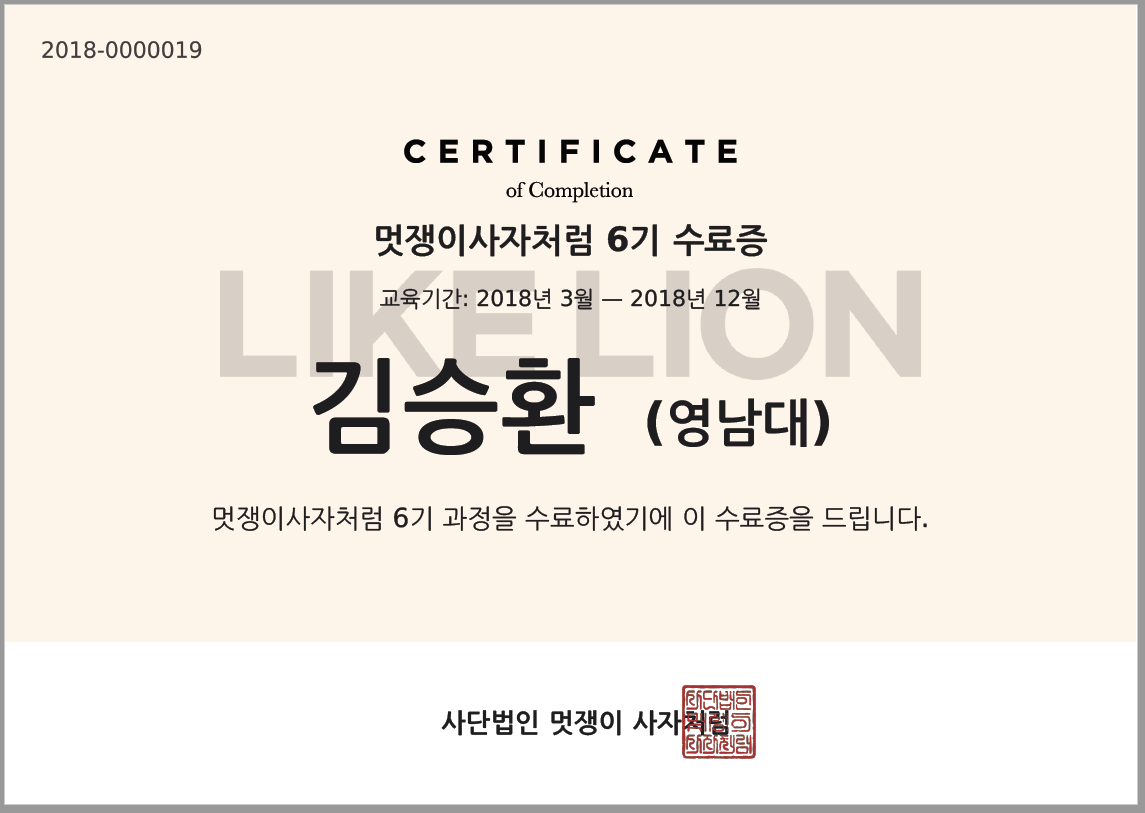 2018-0000019
CERTIFICATE
of Completion
멋쟁이사자처럼 6기 수료증
LIKE LION
교육기간: 2018년 3월 — 2018년 12월
김승환 (영남대)
멋쟁이사자처럼 6기 과정을 수료하였기에 이 수료증을 드립니다.
사단법인 멋쟁이 사자처럼